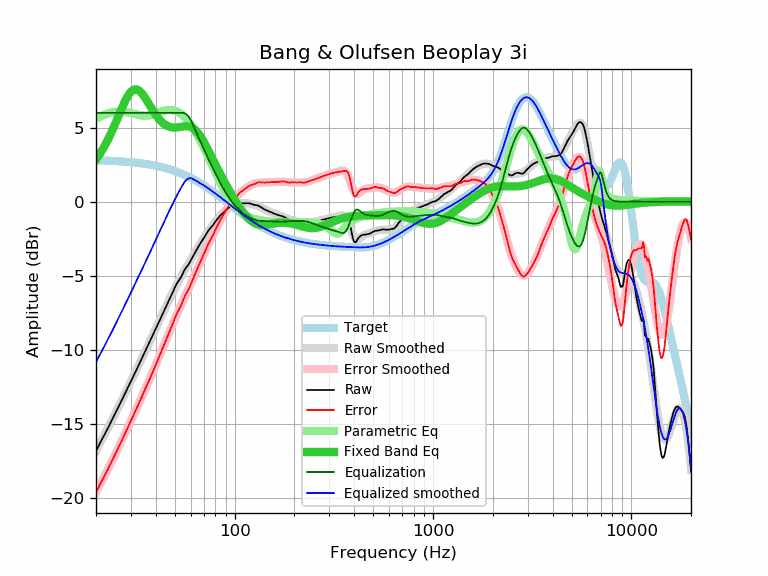 Bang & Olufsen Beoplay 3i
Amplitude (dBr)
5
0
−5
−10
−15
−20
Target
Raw Smoothed
Error Smoothed
Raw
Error
Parametric Eq
Fixed Band Eq
Equalization
Equalized smoothed
100
1000
10000
Frequency (Hz)